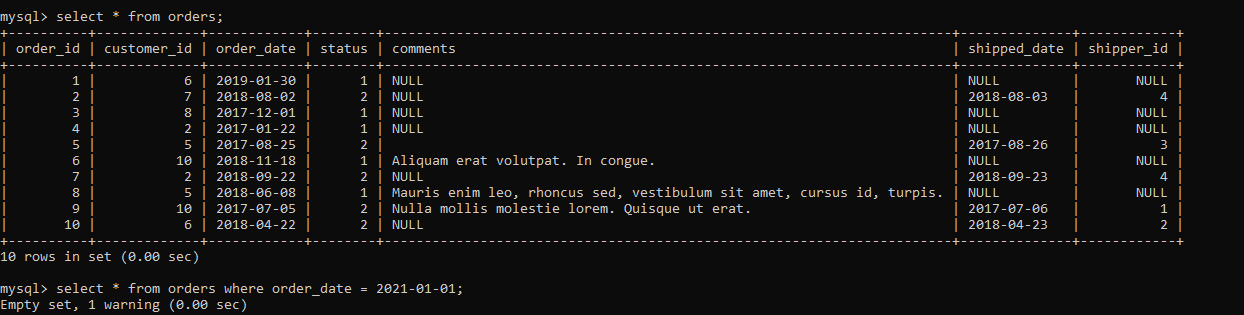 mysql> select * from orders;
+----------+-------------+------------+--------+----------------------------------------------------------------------+--------------+------------+
| order_id | customer_id | order_date | status | comments                                                             | shipped_date | shipper_id |
+----------+-------------+------------+--------+----------------------------------------------------------------------+--------------+------------+
|        1 |           6 | 2019-01-30 |      1 | NULL                                                                 | NULL         |       NULL |
|        2 |           7 | 2018-08-02 |      2 | NULL                                                                 | 2018-08-03   |          4 |
|        3 |           8 | 2017-12-01 |      1 | NULL                                                                 | NULL         |       NULL |
|        4 |           2 | 2017-01-22 |      1 | NULL                                                                 | NULL         |       NULL |
|        5 |           5 | 2017-08-25 |      2 |                                                                      | 2017-08-26   |          3 |
|        6 |          10 | 2018-11-18 |      1 | Aliquam erat volutpat. In congue.                                    | NULL         |       NULL |
|        7 |           2 | 2018-09-22 |      2 | NULL                                                                 | 2018-09-23   |          4 |
|        8 |           5 | 2018-06-08 |      1 | Mauris enim leo, rhoncus sed, vestibulum sit amet, cursus id, turpis. | NULL         |       NULL |
|        9 |          10 | 2017-07-05 |      2 | Nulla mollis molestie lorem. Quisque ut erat.                        | 2017-07-06   |          1 |
|       10 |           6 | 2018-04-22 |      2 | NULL                                                                 | 2018-04-23   |          2 |
+----------+-------------+------------+--------+----------------------------------------------------------------------+--------------+------------+
10 rows in set (0.00 sec)
mysql> select * from orders where order_date = 2021-01-01;
Empty set, 1 warning (0.00 sec)